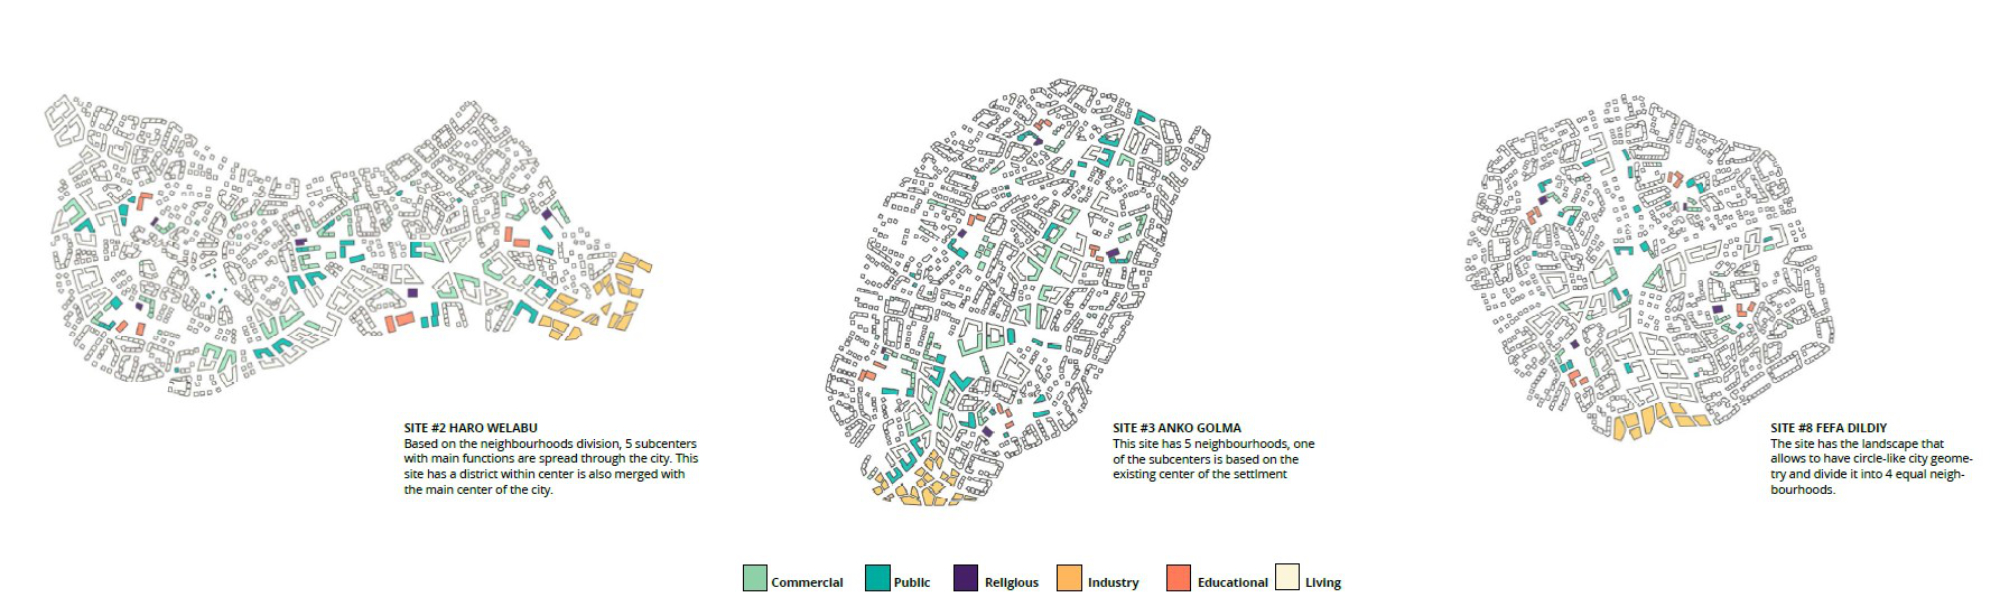 SITE #2 HARO WELABU
Based on the neighbourhoods division, 5 subcenters
with main functions are spread through the city. This
site has a district within center is also merged with
the main center of the city.
SITE #3 ANKO GOLMA
This site has 5 neighbourhoods, one
of the subcenters is based on the
existing center of the settlment
SITE #8 FEFA DILDIY
The site has the landscape that
allows to have circle-like city geome-
try and divide it into 4 equal neigh-
bourhoods.
Commercial
Public
Religious
Industry
Educational
Living